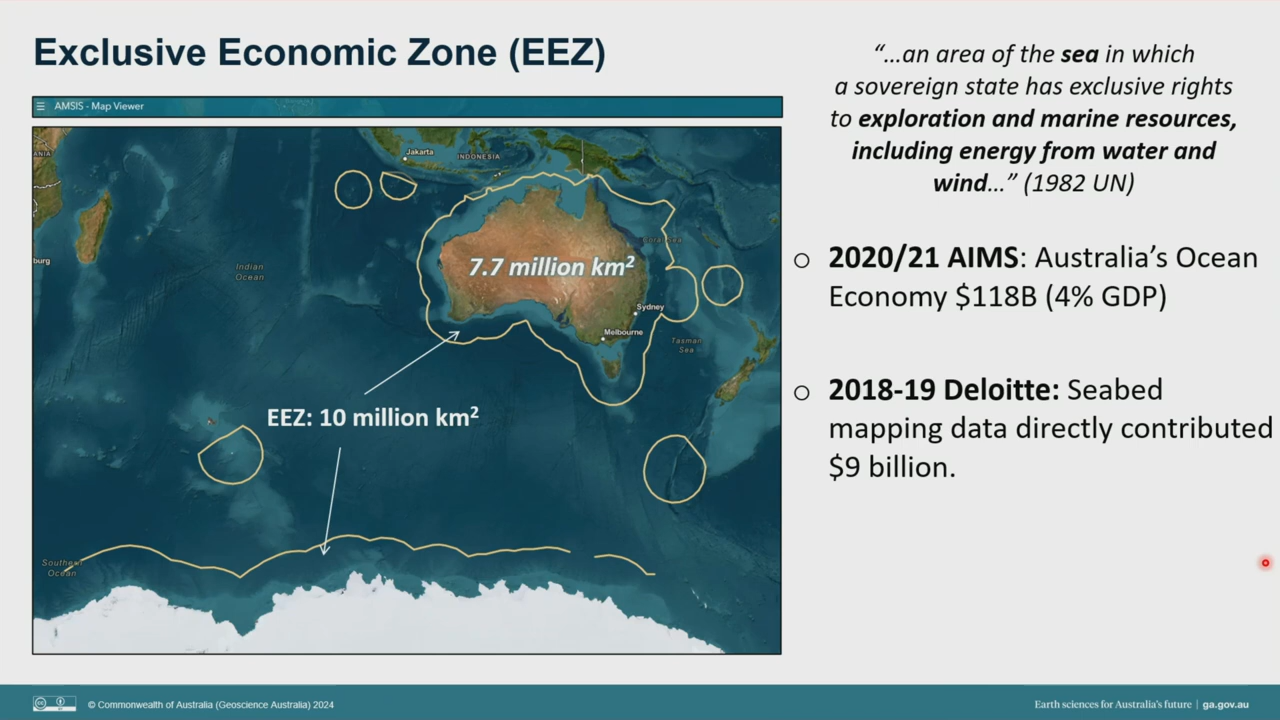 Exclusive Economic Zone (EEZ)
“…an area of the sea in which
a sovereign state has exclusive rights
to exploration and marine resources,
including energy from water and
wind…” (1982 UN)
☰ AMSIS - Map Viewer
ANIA
Jakarta
INDONESIA
burg
Indian
Ocean
7.7 million km²
Coral Sea
Sydney
Melbourne
Tasman
Sea
EEZ: 10 million km²
Southern
Ocean
○ 2020/21 AIMS: Australia’s Ocean
Economy $118B (4% GDP)
○ 2018-19 Deloitte: Seabed
mapping data directly contributed
$9 billion.
© Commonwealth of Australia (Geoscience Australia) 2024
Earth sciences for Australia’s future | ga.gov.au